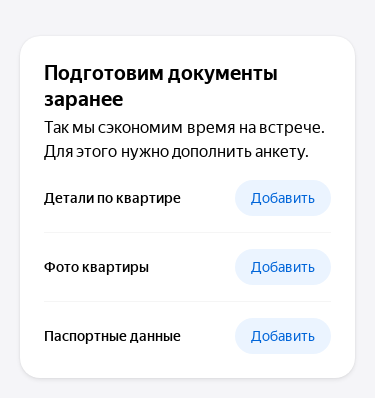 Подготовим документы
заранее
Так мы сэкономим время на встрече.
Для этого нужно дополнить анкету.
Детали по квартире Добавить
Фото квартиры Добавить
Паспортные данные Добавить